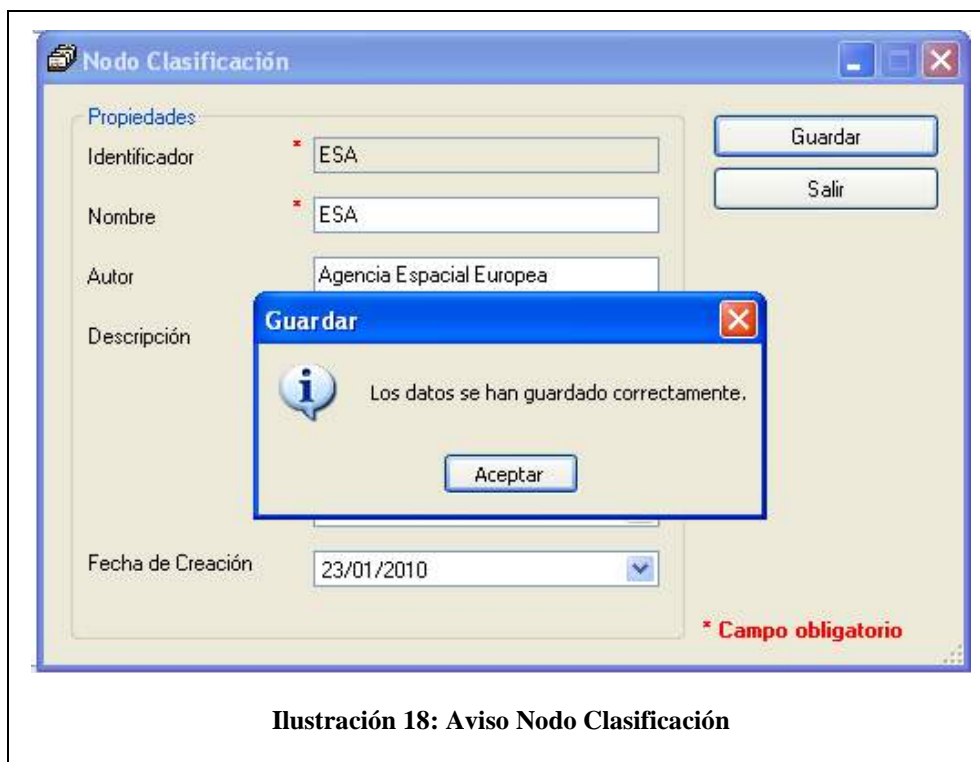 Nodo Clasificación
Propiedades
Identificador * ESA
Guardar
Salir
Nombre * ESA
Autor Agencia Espacial Europea
Descripción
Guardar
Los datos se han guardado correctamente.
Aceptar
Fecha de Creación 23/01/2010
* Campo obligatorio
Ilustración 18: Aviso Nodo Clasificación